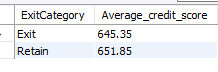 ExitCategory Average_credit_score
Exit 645.35
Retain 651.85